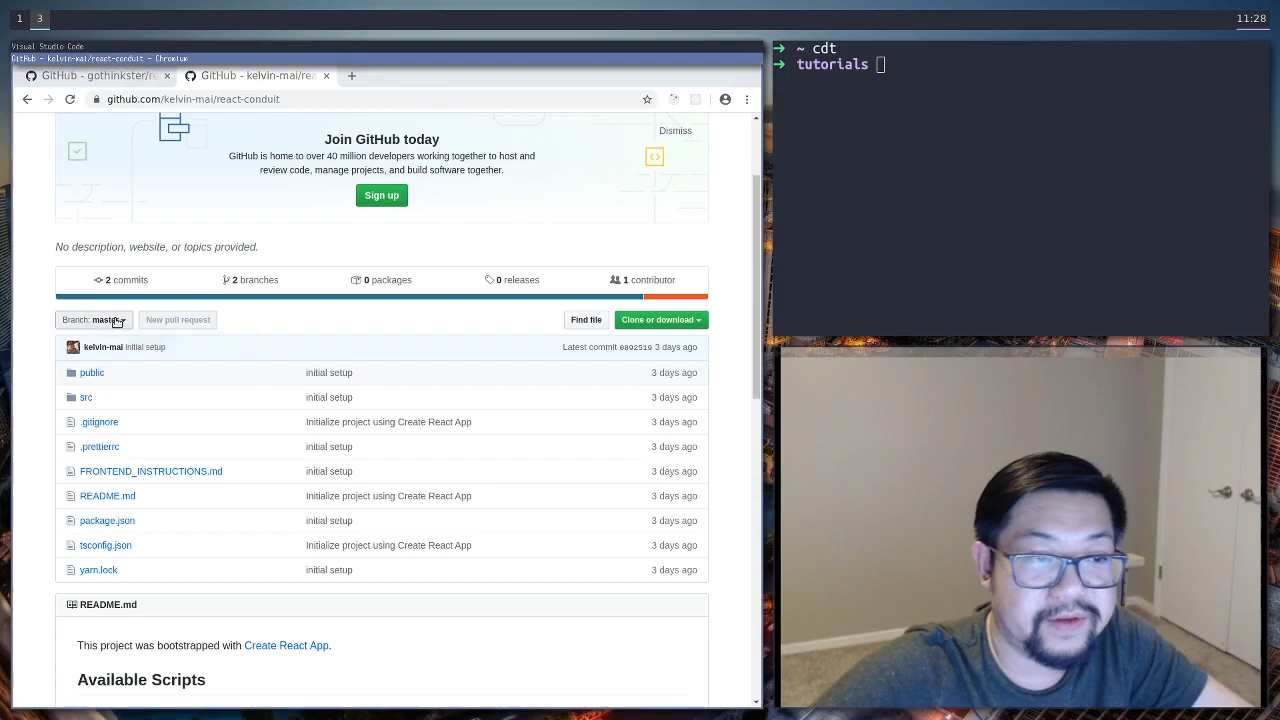 1 3 11:28
Visual Studio Code
GitHub - kelvin-mai/react-conduit - Chromium
GitHub - gothinkster/re × GitHub - kelvin-mai/rea × +
github.com/kelvin-mai/react-conduit
Join GitHub today
Dismiss
GitHub is home to over 40 million developers working together to host and
review code, manage projects, and build software together.
Sign up
No description, website, or topics provided.
2 commits 2 branches 0 packages 0 releases 1 contributor
Branch: master New pull request Find file Clone or download
kelvin-mai initial setup Latest commit 0892519 3 days ago
public initial setup 3 days ago
src initial setup 3 days ago
.gitignore Initialize project using Create React App 3 days ago
.prettierrc initial setup 3 days ago
FRONTEND_INSTRUCTIONS.md initial setup 3 days ago
README.md Initialize project using Create React App 3 days ago
package.json initial setup 3 days ago
tsconfig.json Initialize project using Create React App 3 days ago
yarn.lock initial setup 3 days ago
README.md
This project was bootstrapped with Create React App.
Available Scripts
→ ~ cdt
→ tutorials